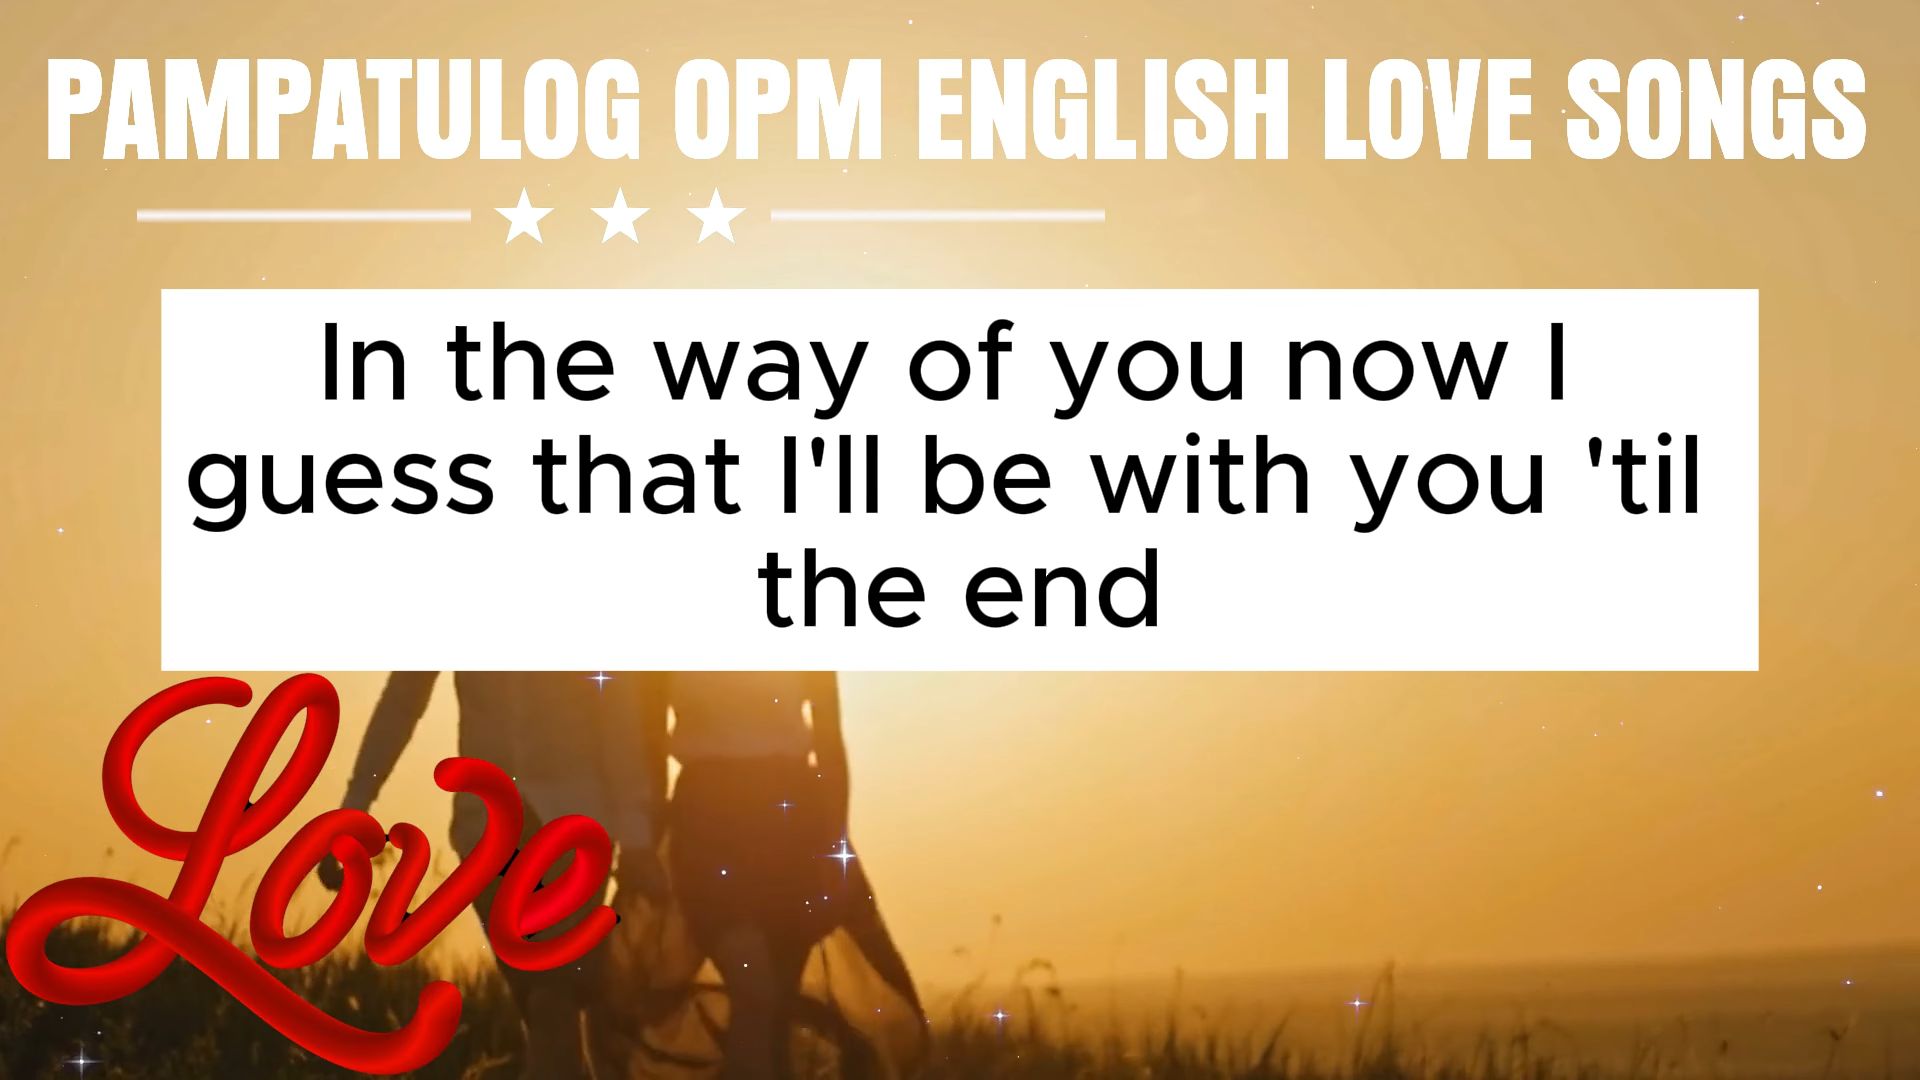 PAMPATULOG OPM ENGLISH LOVE SONGS
In the way of you now I
guess that I'll be with you 'til
the end
Love